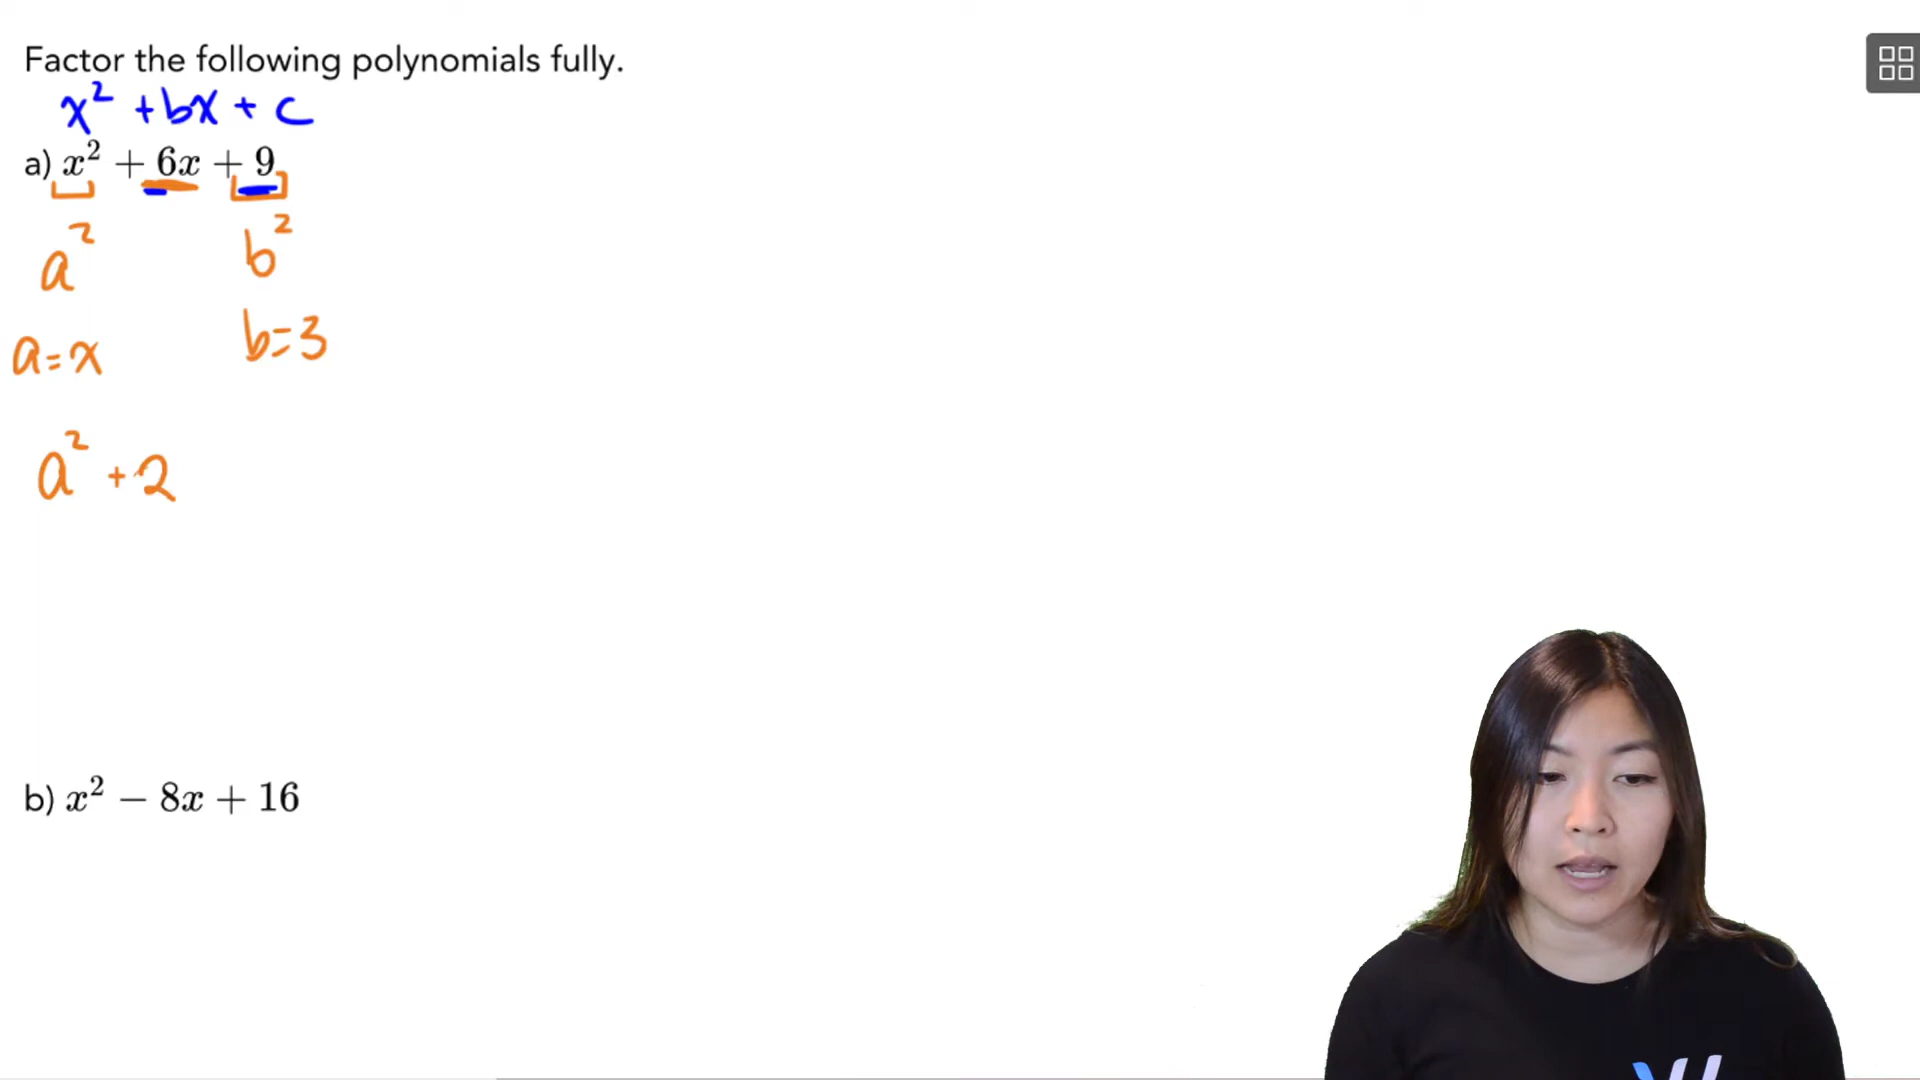 Factor the following polynomials fully.
x² + bx + c
a) x² + 6x + 9
a² b²
a=x b=3
a² + 2
b) x² − 8x + 16